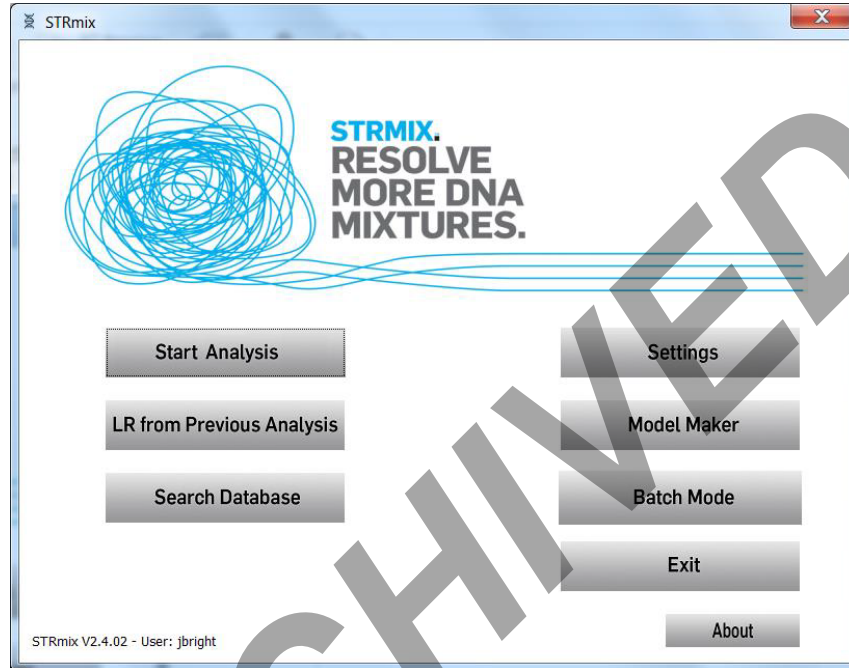 STRmix
STRMIX.
RESOLVE
MORE DNA
MIXTURES.
Start Analysis
Settings
LR from Previous Analysis
Model Maker
Search Database
Batch Mode
Exit
About
STRmix V2.4.02 - User: jbright
CHIVED